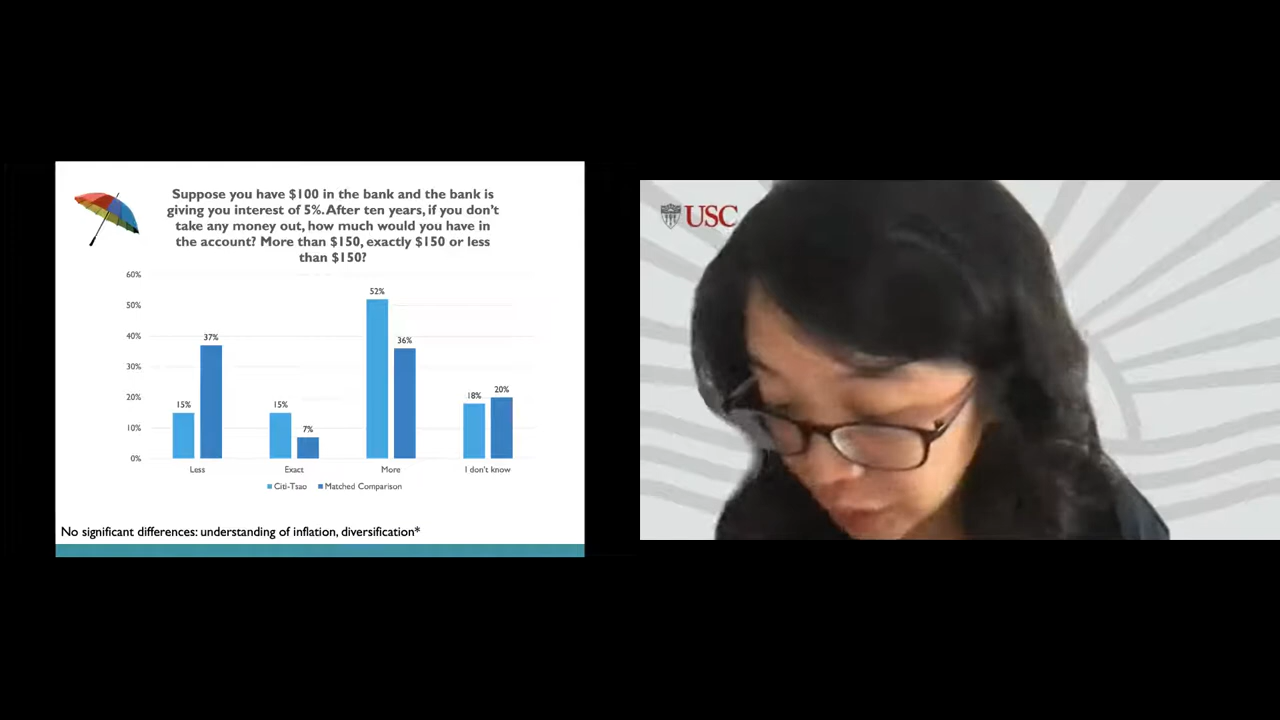 Suppose you have $100 in the bank and the bank is
giving you interest of 5%. After ten years, if you don't
take any money out, how much would you have in
the account? More than $150, exactly $150 or less
than $150?
60%
50%
40%
30%
20%
10%
0%
15%
37%
15%
7%
52%
36%
18%
20%
Less
Exact
More
I don't know
Citi-Tsao
Matched Comparison
No significant differences: understanding of inflation, diversification*
USC